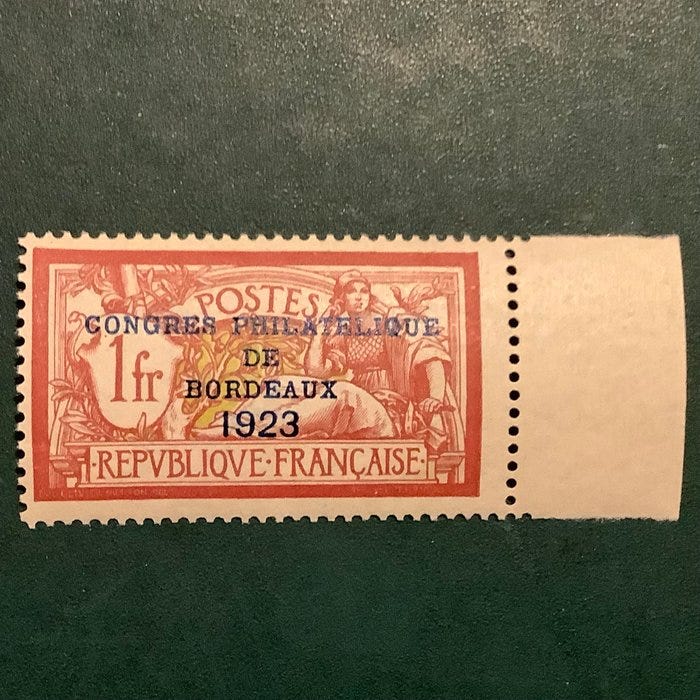 POSTES
CONGRES PHILATELIQUE
1fr
DE
BORDEAUX
1923
·REPVBLIQVE·FRANÇAISE·